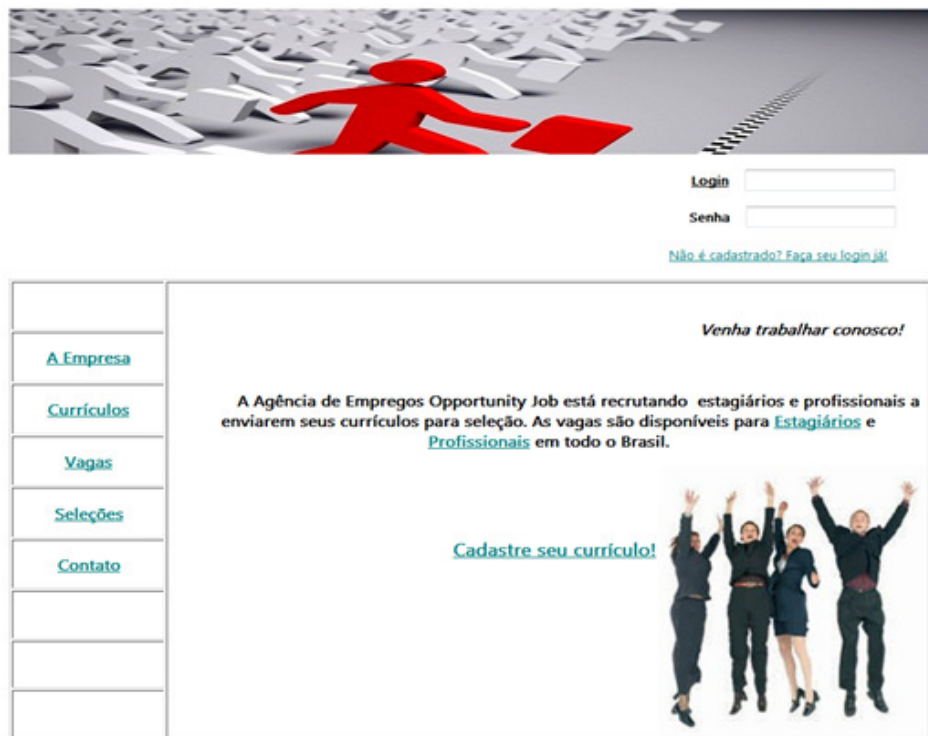 Login
Senha
Não é cadastrado? Faça seu login já!
Venha trabalhar conosco!
A Empresa
Currículos
Vagas
Seleções
Contato
A Agência de Empregos Opportunity Job está recrutando estagiários e profissionais a
enviarem seus currículos para seleção. As vagas são disponíveis para Estagiários e
Profissionais em todo o Brasil.
Cadastre seu currículo!